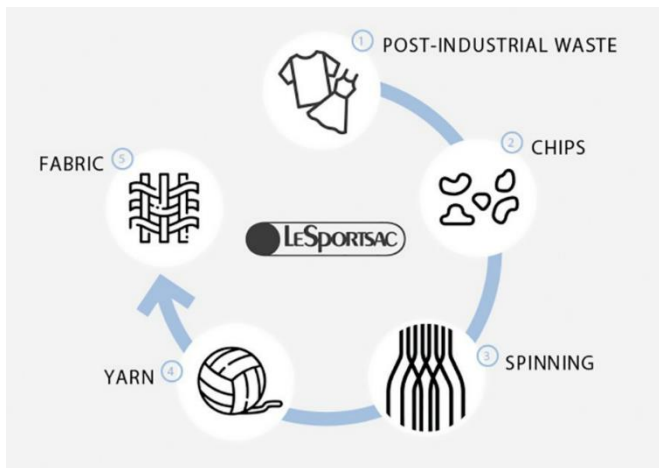 1 POST-INDUSTRIAL WASTE
2 CHIPS
3 SPINNING
YARN 4
FABRIC 5
LESPORTSAC